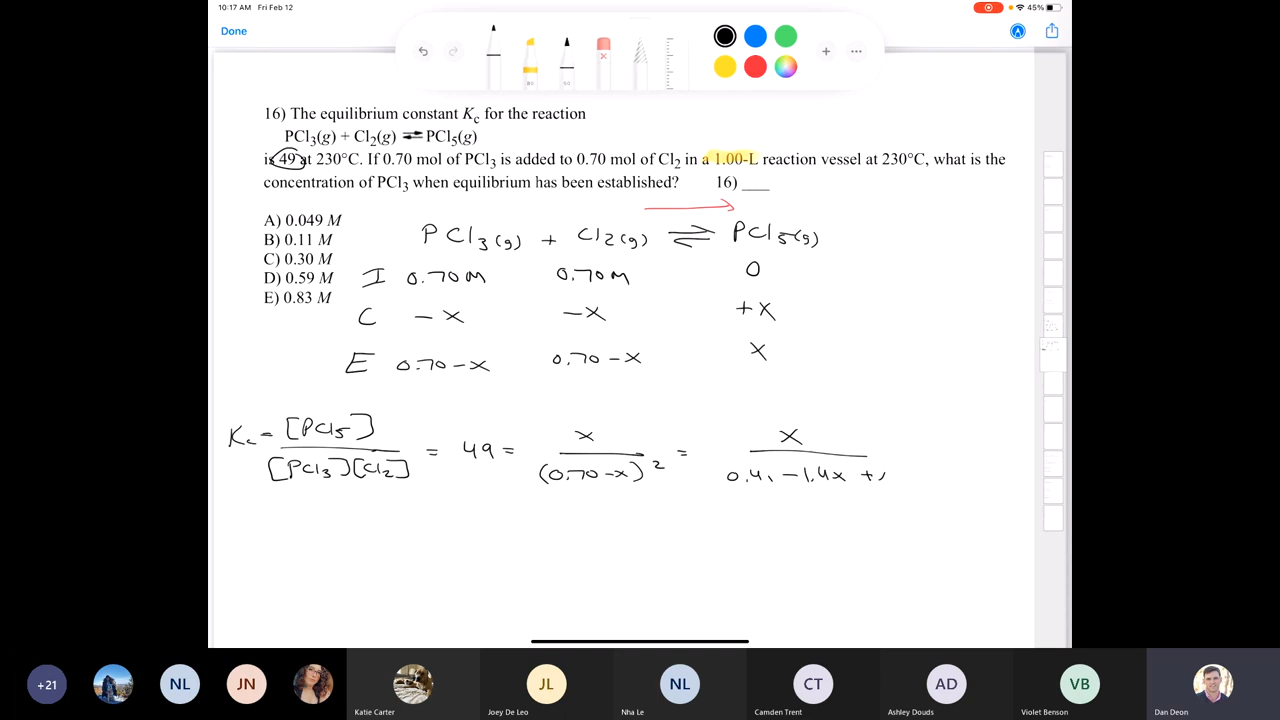 10:17 AM Fri Feb 12
45%
Done
16) The equilibrium constant Kc for the reaction
PCl3(g) + Cl2(g) ⇌ PCl5(g)
is 49 at 230°C. If 0.70 mol of PCl3 is added to 0.70 mol of Cl2 in a 1.00-L reaction vessel at 230°C, what is the
concentration of PCl3 when equilibrium has been established? 16) ___
A) 0.049 M
B) 0.11 M
C) 0.30 M
D) 0.59 M
E) 0.83 M
PCl3(g) + Cl2(g) ⇌ PCl5(g)
I 0.70M 0.70M 0
C -x -x +x
E 0.70-x 0.70-x x
Kc = [PCl5] / [PCl3][Cl2] = 49 = x / (0.70-x)^2 = x / 0.4 - 1.4x +
+21
NL
JN
Katie Carter
JL
Joey De Leo
NL
Nha Le
CT
Camden Trent
AD
Ashley Douds
VB
Violet Benson
Dan Deon